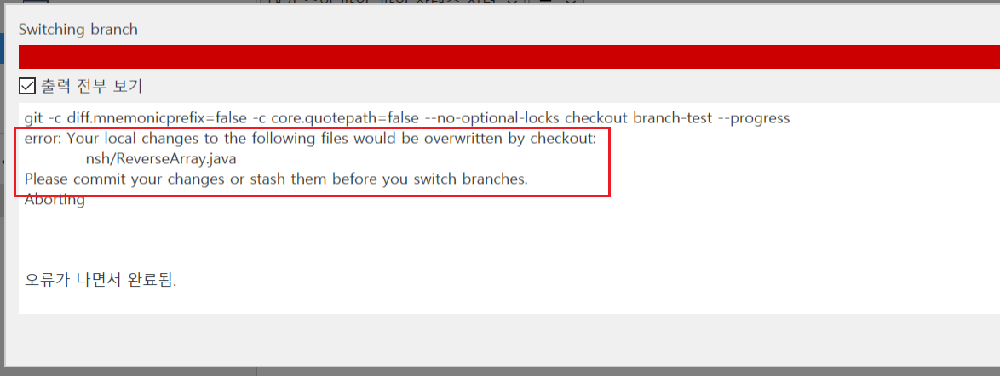 Switching branch
출력 전부 보기
git -c diff.mnemonicprefix=false -c core.quotepath=false --no-optional-locks checkout branch-test --progress
error: Your local changes to the following files would be overwritten by checkout:
nsh/ReverseArray.java
Please commit your changes or stash them before you switch branches.
Aborting
오류가 나면서 완료됨.